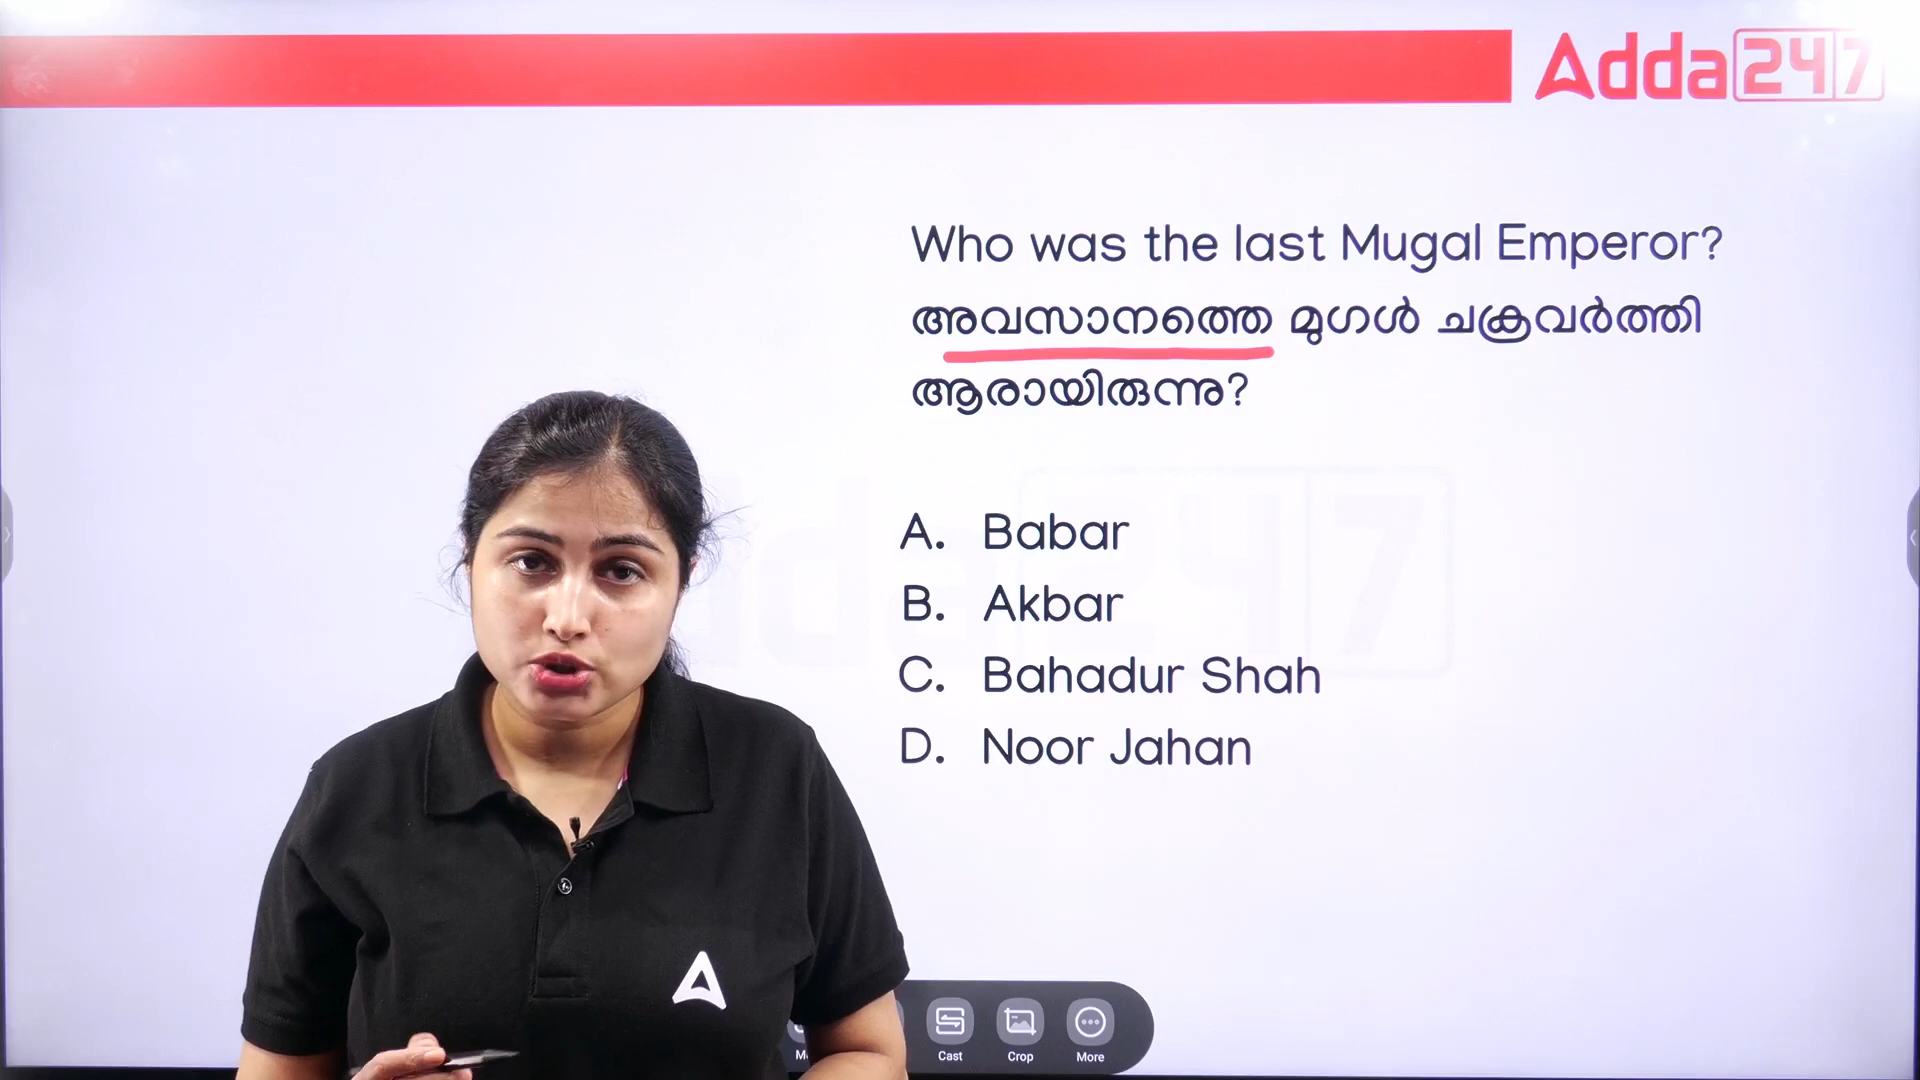 Adda247
Who was the last Mugal Emperor?
അവസാനത്തെ മുഗൾ ചക്രവർത്തി
ആരായിരുന്നു?
A. Babar
B. Akbar
C. Bahadur Shah
D. Noor Jahan
Cast Crop More